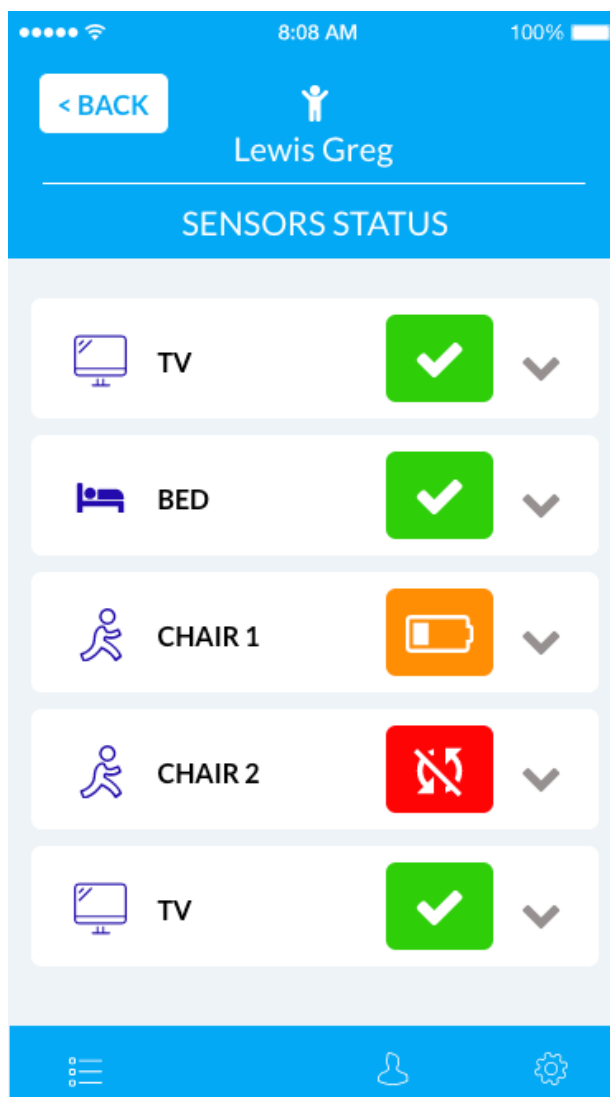 8:08 AM 100%
< BACK
Lewis Greg
SENSORS STATUS
TV
BED
CHAIR 1
CHAIR 2
TV